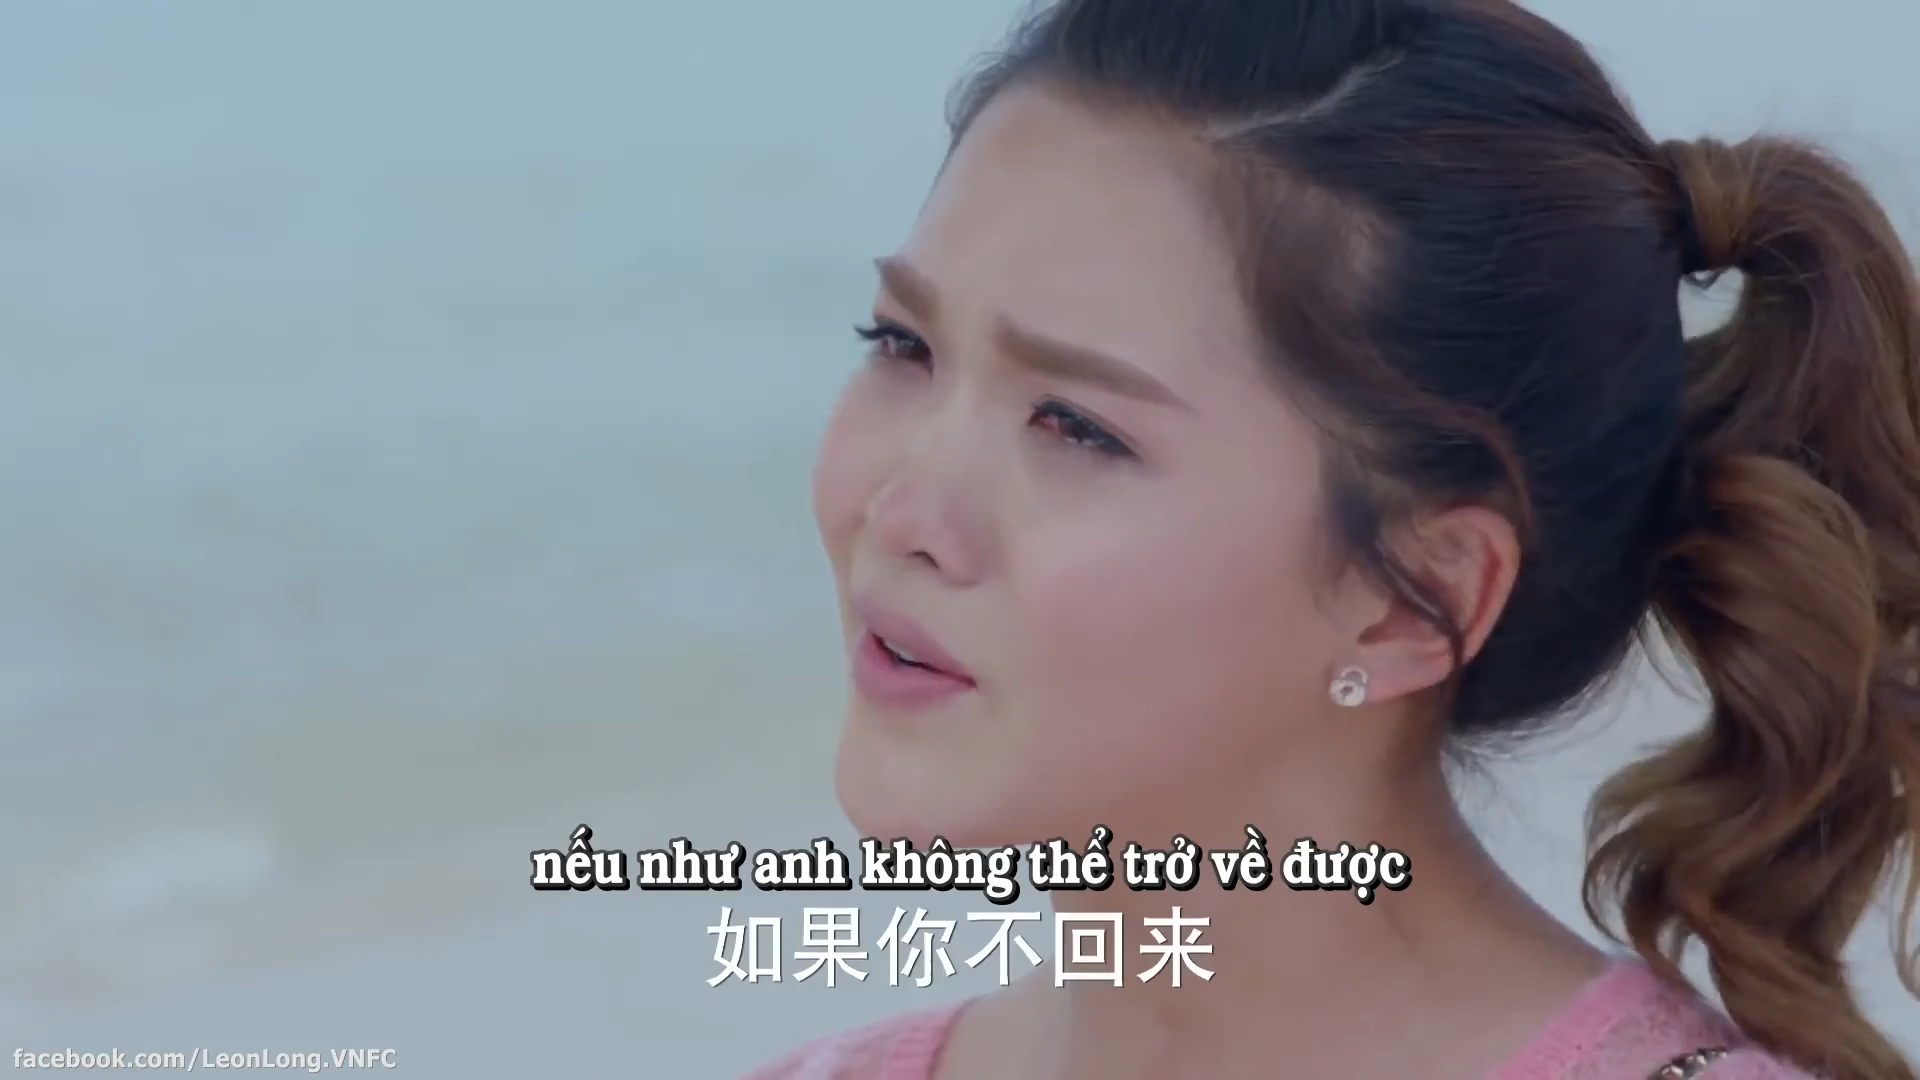 nếu như anh không thể trở về được
如果你不回来
facebook.com/LeonLong.VNFC